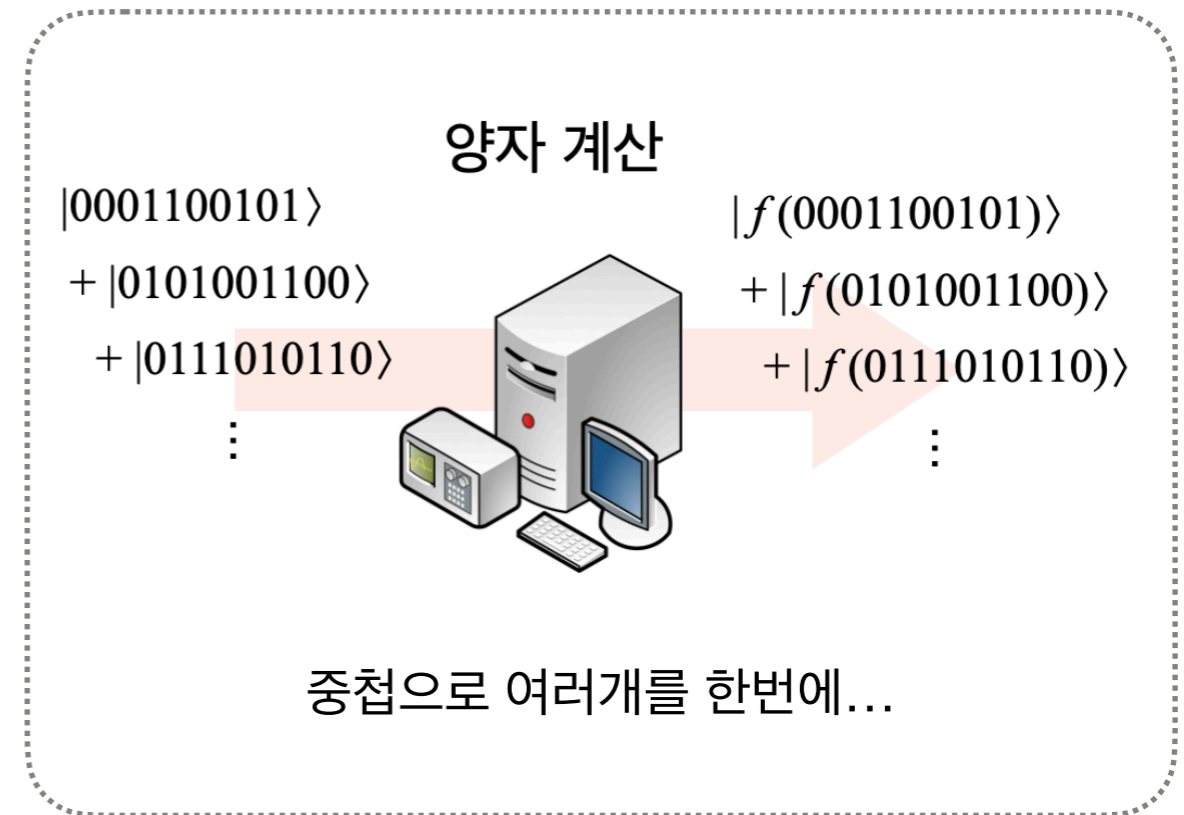 양자 계산
|0001100101⟩
+ |0101001100⟩
+ |0111010110⟩
⋮
|f(0001100101)⟩
+ |f(0101001100)⟩
+ |f(0111010110)⟩
⋮
중첩으로 여러개를 한번에…